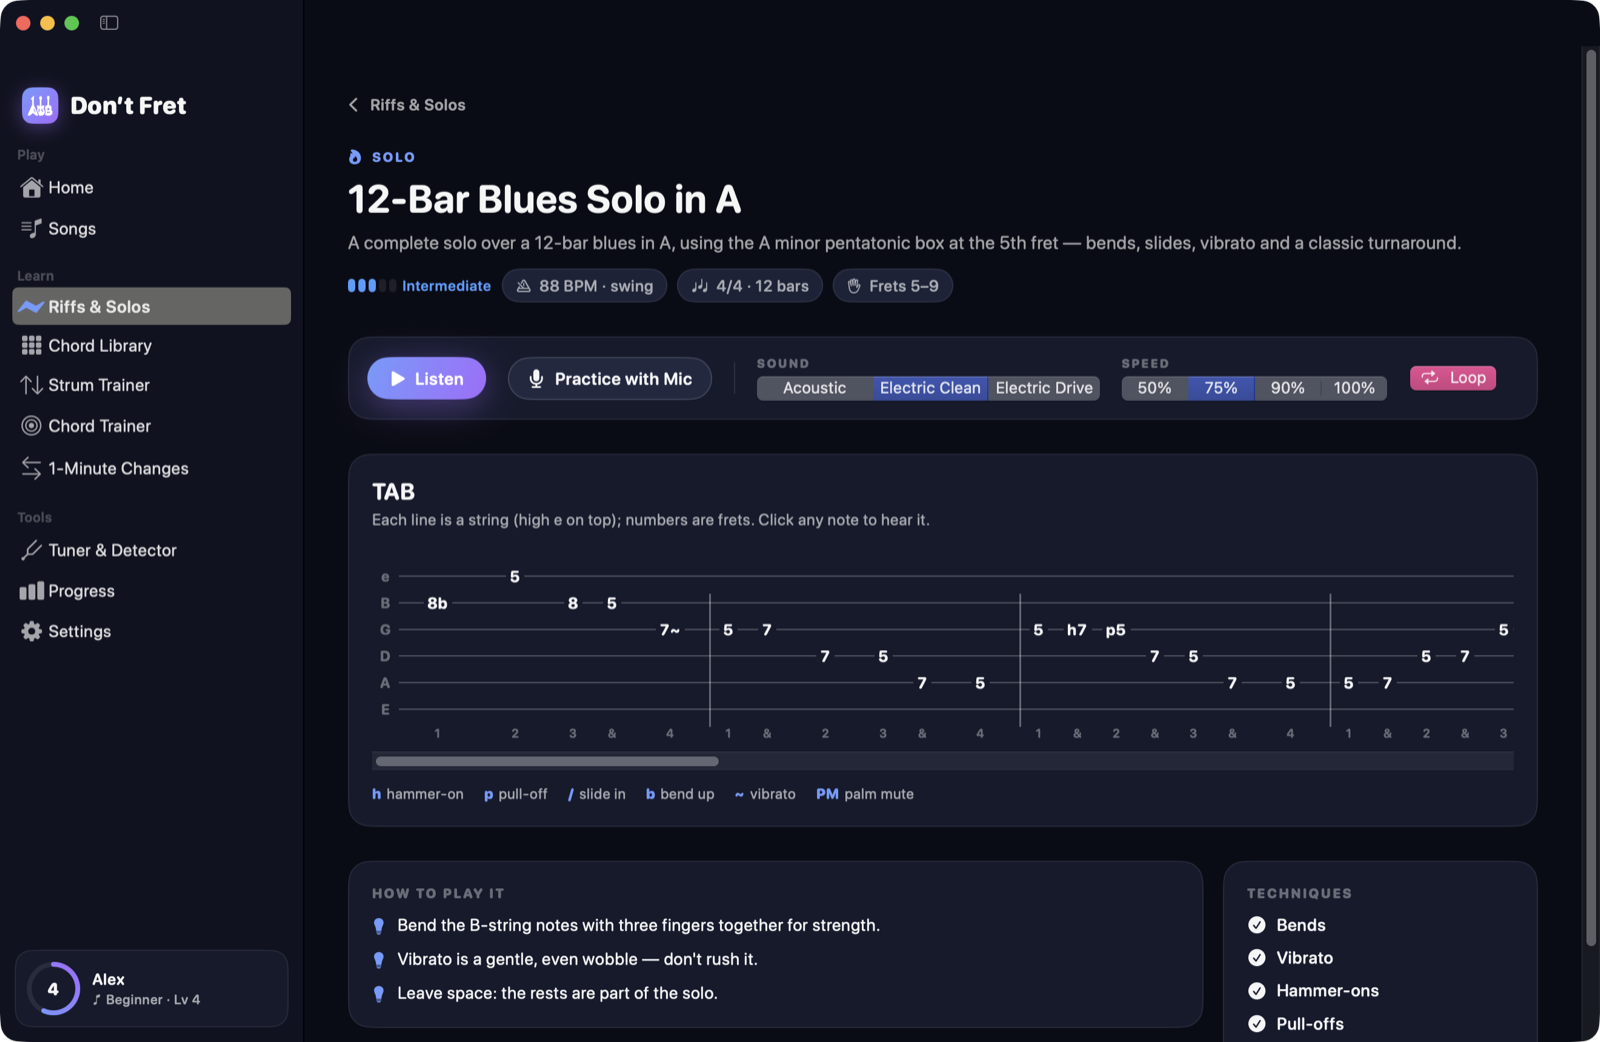 Don't Fret
Play
Home
Songs
Learn
Riffs & Solos
Chord Library
Strum Trainer
Chord Trainer
1-Minute Changes
Tools
Tuner & Detector
Progress
Settings
4
Alex
Beginner · Lv 4
Riffs & Solos
SOLO
12-Bar Blues Solo in A
A complete solo over a 12-bar blues in A, using the A minor pentatonic box at the 5th fret — bends, slides, vibrato and a classic turnaround.
Intermediate 88 BPM · swing 4/4 · 12 bars Frets 5–9
Listen Practice with Mic
SOUND
Acoustic Electric Clean Electric Drive
SPEED
50% 75% 90% 100%
Loop
TAB
Each line is a string (high e on top); numbers are frets. Click any note to hear it.
e 5
B 8b 8 5
G 7~ 5 7 5 h7 p5 5
D 7 5 7 5 5 7
A 7 5 7 5 5 7
E
1 2 3 & 4 1 & 2 3 & 4 1 & 2 & 3 & 4 1 & 2 & 3
h hammer-on p pull-off / slide in b bend up ~ vibrato PM palm mute
HOW TO PLAY IT
Bend the B-string notes with three fingers together for strength.
Vibrato is a gentle, even wobble — don't rush it.
Leave space: the rests are part of the solo.
TECHNIQUES
Bends
Vibrato
Hammer-ons
Pull-offs